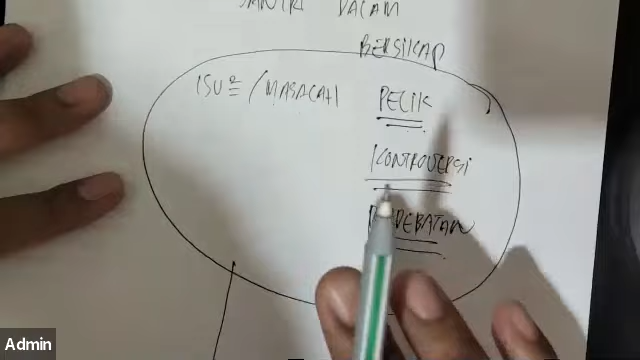 SANTRI DALAM
BERSIKAP
ISU² / MASALAH
PELIK
KONTROVERSI
PERDEBATAN
Admin